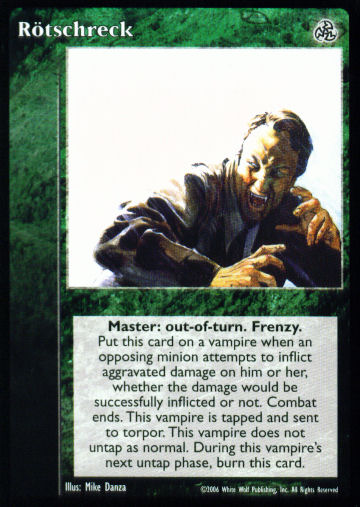 Rötschreck
Master: out-of-turn. Frenzy.
Put this card on a vampire when an
opposing minion attempts to inflict
aggravated damage on him or her,
whether the damage would be
successfully inflicted or not. Combat
ends. This vampire is tapped and sent
to torpor. This vampire does not
untap as normal. During this vampire's
next untap phase, burn this card.
Illus: Mike Danza
©2006 White Wolf Publishing, Inc. All Rights Reserved